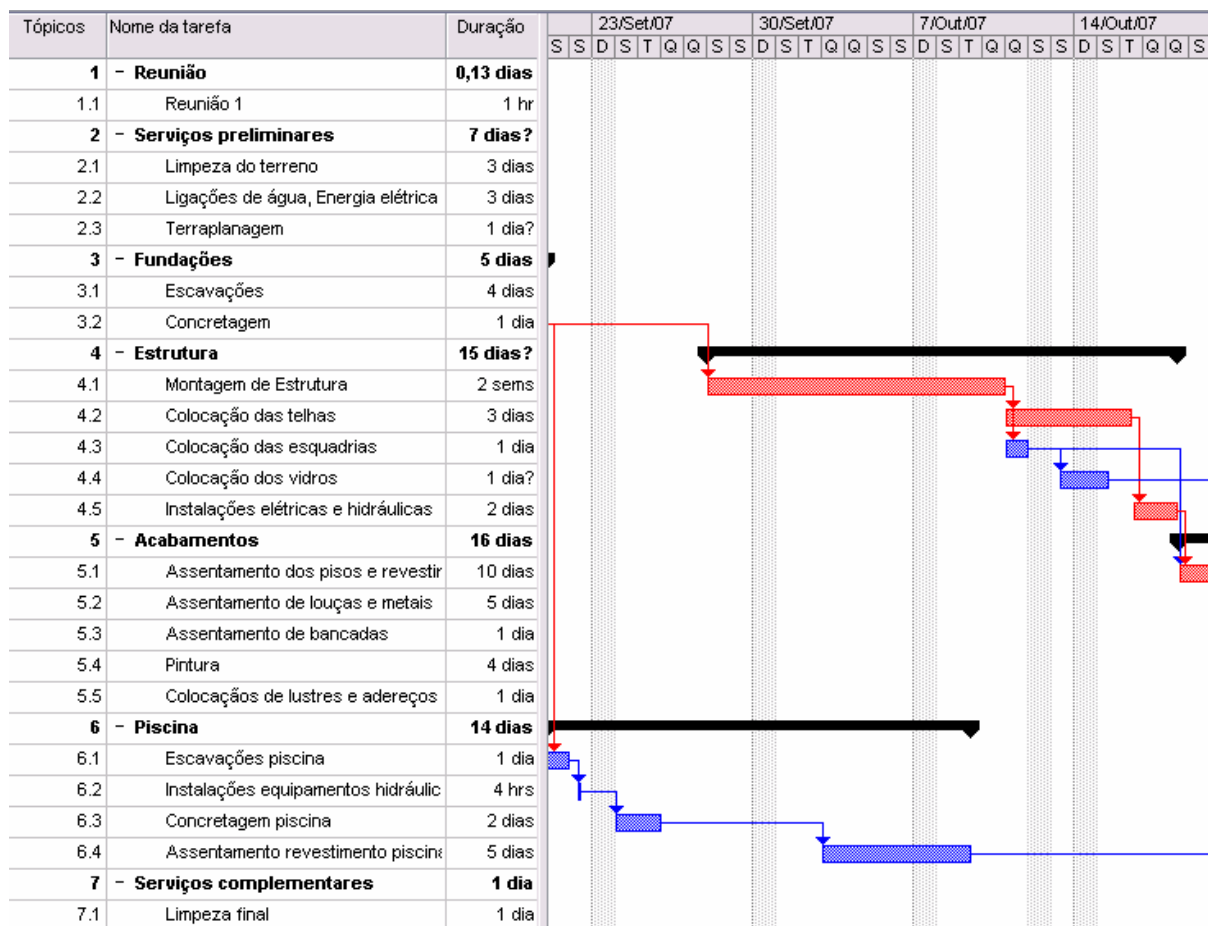 Tópicos Nome da tarefa Duração 23/Set/07 30/Set/07 7/Out/07 14/Out/07
S S D S T Q Q S S D S T Q Q S S D S T Q Q S S D S T Q Q S
1 − Reunião 0,13 dias
1.1 Reunião 1 1 hr
2 − Serviços preliminares 7 dias?
2.1 Limpeza do terreno 3 dias
2.2 Ligações de água, Energia elétrica 3 dias
2.3 Terraplanagem 1 dia?
3 − Fundações 5 dias
3.1 Escavações 4 dias
3.2 Concretagem 1 dia
4 − Estrutura 15 dias?
4.1 Montagem de Estrutura 2 sems
4.2 Colocação das telhas 3 dias
4.3 Colocação das esquadrias 1 dia
4.4 Colocação dos vidros 1 dia?
4.5 Instalações elétricas e hidráulicas 2 dias
5 − Acabamentos 16 dias
5.1 Assentamento dos pisos e revestir 10 dias
5.2 Assentamento de louças e metais 5 dias
5.3 Assentamento de bancadas 1 dia
5.4 Pintura 4 dias
5.5 Colocaçãos de lustres e adereços 1 dia
6 − Piscina 14 dias
6.1 Escavações piscina 1 dia
6.2 Instalações equipamentos hidráulic 4 hrs
6.3 Concretagem piscina 2 dias
6.4 Assentamento revestimento piscina 5 dias
7 − Serviços complementares 1 dia
7.1 Limpeza final 1 dia